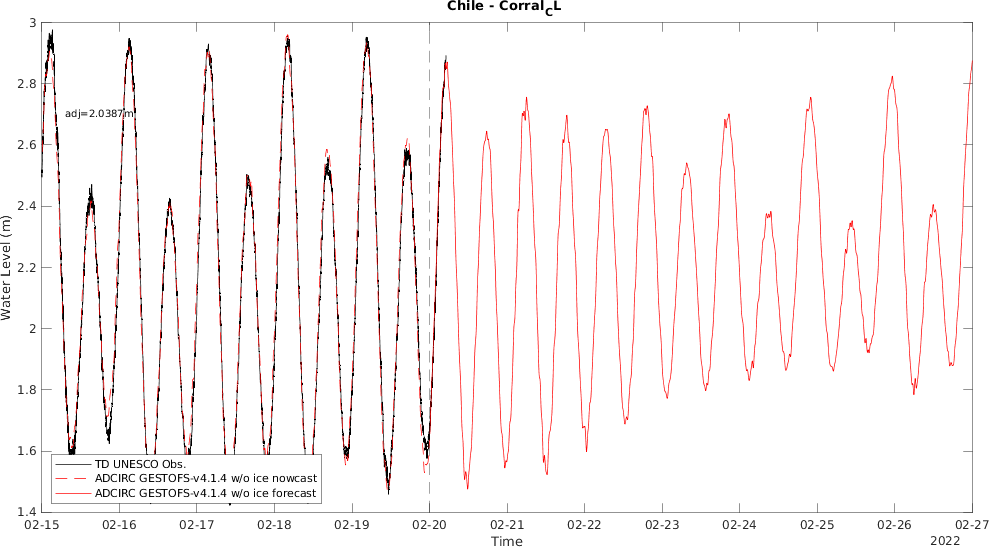 Chile - Corral_CL
3
2.8
2.6
2.4
2.2
2
1.8
1.6
1.4
Water Level (m)
adj=2.0387m
TD UNESCO Obs.
ADCIRC GESTOFS-v4.1.4 w/o ice nowcast
ADCIRC GESTOFS-v4.1.4 w/o ice forecast
02-15 02-16 02-17 02-18 02-19 02-20 02-21 02-22 02-23 02-24 02-25 02-26 02-27
Time
2022